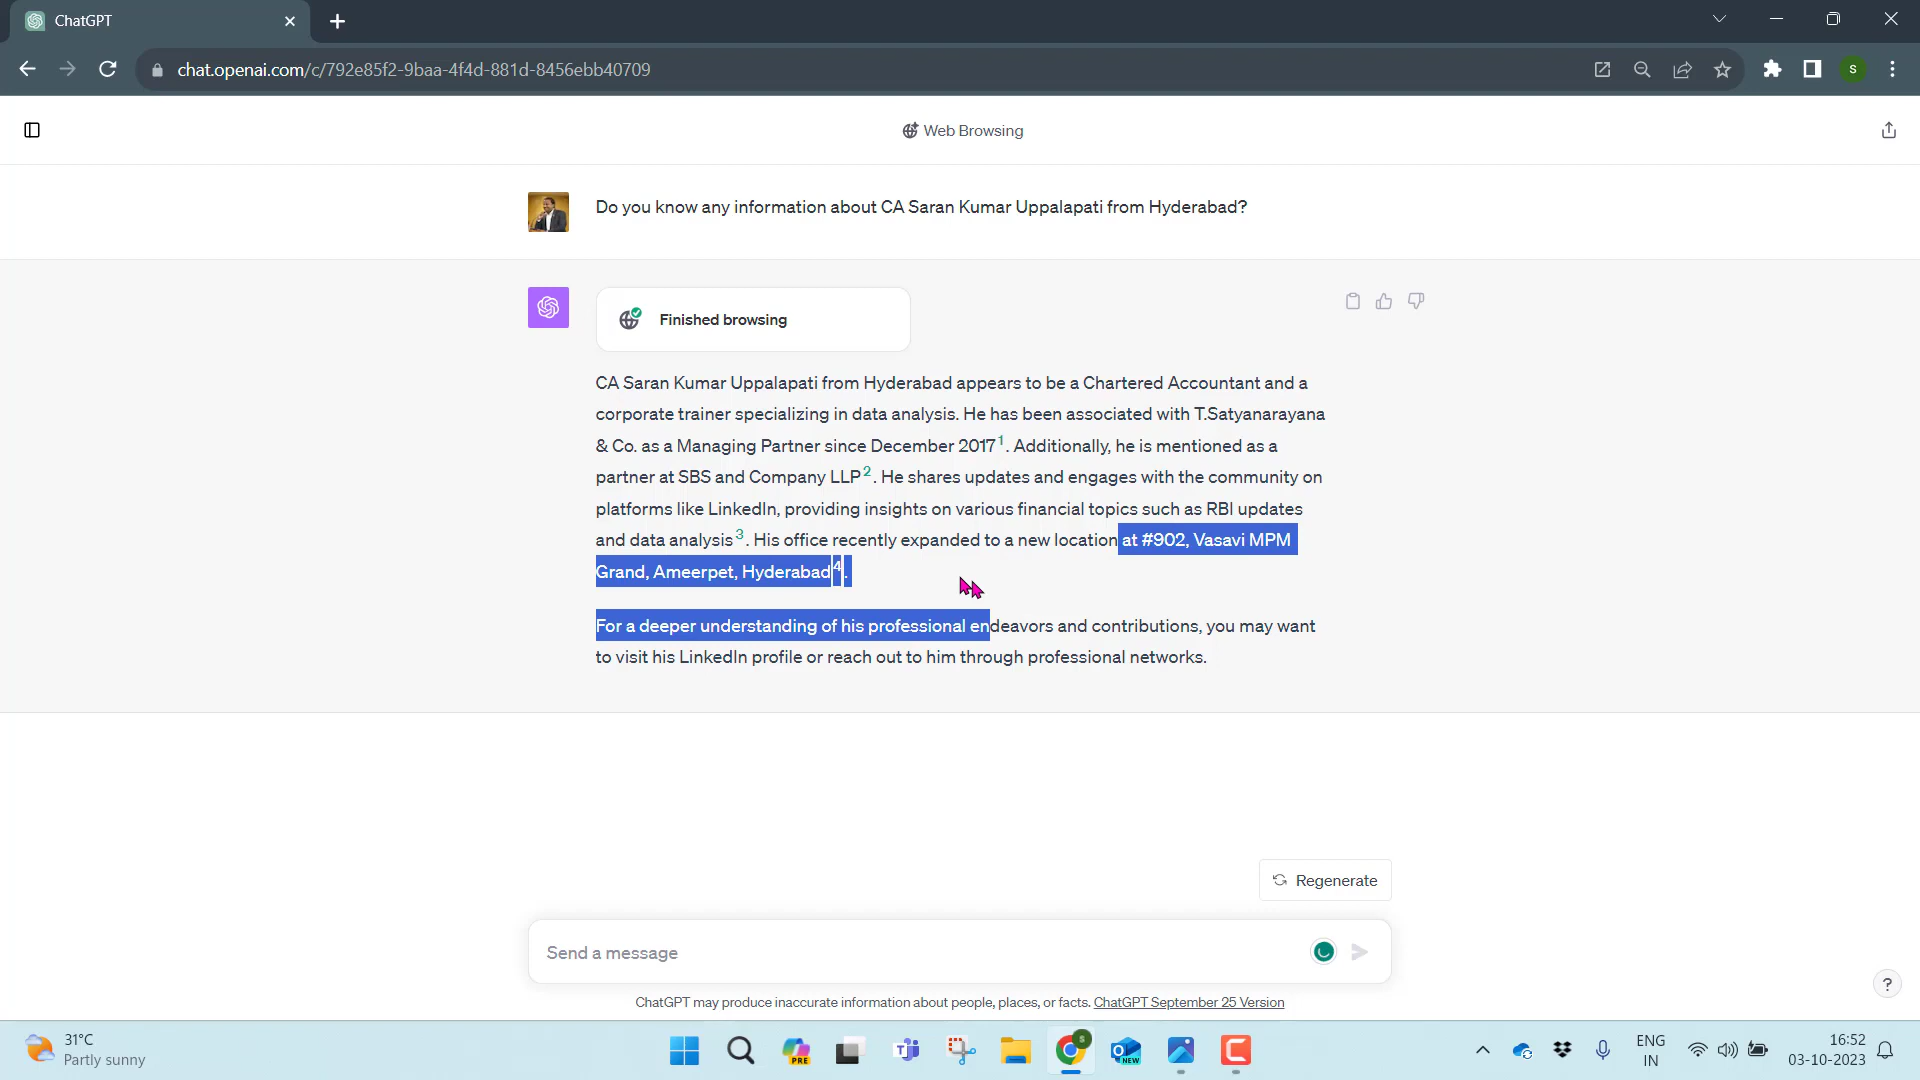 ChatGPT
chat.openai.com/c/792e85f2-9baa-4f4d-881d-8456ebb40709
S
Web Browsing
Do you know any information about CA Saran Kumar Uppalapati from Hyderabad?
Finished browsing
CA Saran Kumar Uppalapati from Hyderabad appears to be a Chartered Accountant and a
corporate trainer specializing in data analysis. He has been associated with T.Satyanarayana
& Co. as a Managing Partner since December 2017 1. Additionally, he is mentioned as a
partner at SBS and Company LLP 2. He shares updates and engages with the community on
platforms like LinkedIn, providing insights on various financial topics such as RBI updates
and data analysis 3. His office recently expanded to a new location at #902, Vasavi MPM
Grand, Ameerpet, Hyderabad 4.
For a deeper understanding of his professional endeavors and contributions, you may want
to visit his LinkedIn profile or reach out to him through professional networks.
Regenerate
Send a message
ChatGPT may produce inaccurate information about people, places, or facts. ChatGPT September 25 Version
?
31°C
Partly sunny
PRE
S
NEW
ENG
IN
16:52
03-10-2023